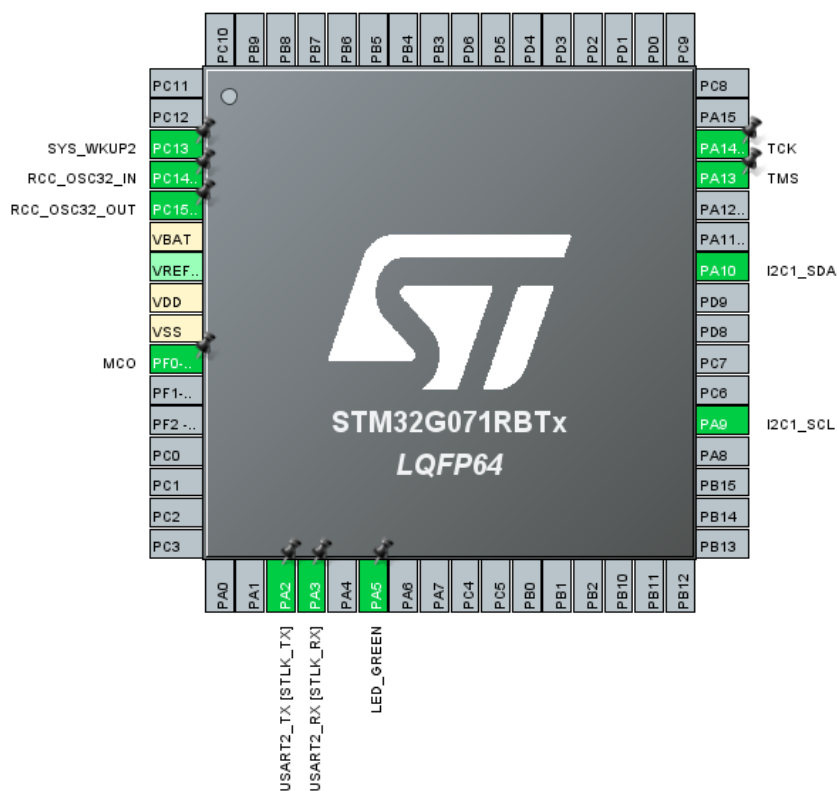 PC10
PB9
PB8
PB7
PB6
PB5
PB4
PB3
PD6
PD5
PD4
PD3
PD2
PD1
PD0
PC9
PC11
PC12
SYS_WKUP2 PC13
RCC_OSC32_IN PC14..
RCC_OSC32_OUT PC15..
VBAT
VREF..
VDD
VSS
MCO PF0-..
PF1-..
PF2 -..
PC0
PC1
PC2
PC3
ST
STM32G071RBTx
LQFP64
PC8
PA15
PA14.. TCK
PA13 TMS
PA12..
PA11..
PA10 I2C1_SDA
PD9
PD8
PC7
PC6
PA9 I2C1_SCL
PA8
PB15
PB14
PB13
PA0
PA1
PA2
PA3
PA4
PA5
PA6
PA7
PC4
PC5
PB0
PB1
PB2
PB10
PB11
PB12
USART2_TX [STLK_TX]
USART2_RX [STLK_RX]
LED_GREEN